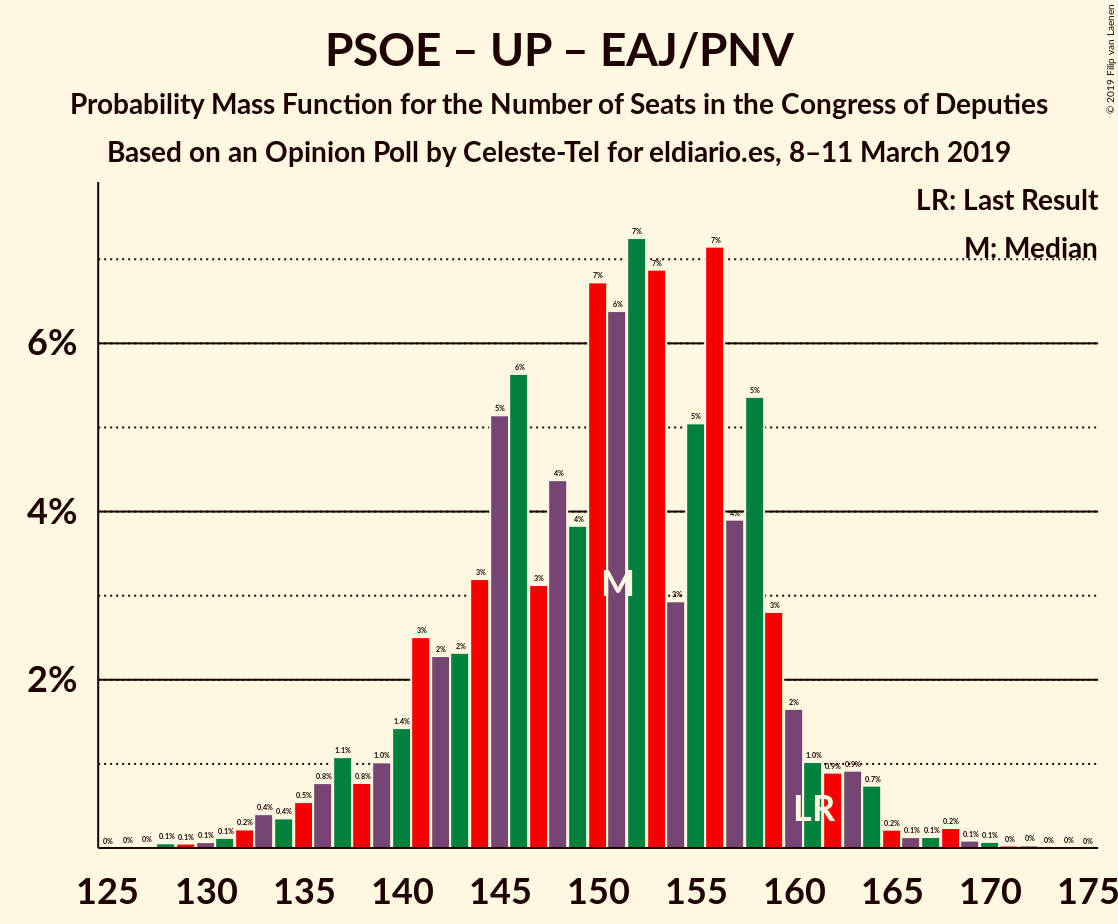 PSOE – UP – EAJ/PNV
Probability Mass Function for the Number of Seats in the Congress of Deputies
Based on an Opinion Poll by Celeste-Tel for eldiario.es, 8–11 March 2019
© 2019 Filip van Laenen
LR: Last Result
M: Median
6%
4%
2%
0% 0% 0% 0.1% 0.1% 0.1% 0.1% 0.2% 0.4% 0.4% 0.5% 0.8% 1.1% 0.8% 1.0% 1.4% 3% 2% 2% 3% 5% 6% 3% 4% 4% 7% 6% 7% 7% 3% 5% 7% 4% 5% 3% 2% 1.0% 0.9% 0.9% 0.7% 0.2% 0.1% 0.1% 0.2% 0.1% 0.1% 0% 0% 0% 0% 0%
M
LR
125 130 135 140 145 150 155 160 165 170 175